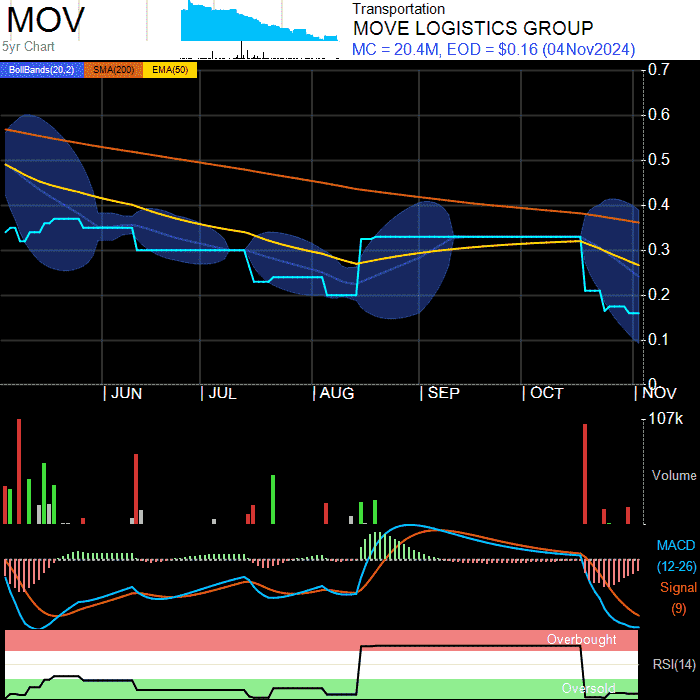 MOV
5yr Chart
Transportation
MOVE LOGISTICS GROUP
MC = 20.4M, EOD = $0.16 (04Nov2024)
BollBands(20,2) SMA(200) EMA(50)
0.7
0.6
0.5
0.4
0.3
0.2
0.1
0
JUN JUL AUG SEP OCT NOV
107k
Volume
MACD
(12-26)
Signal
(9)
Overbought
RSI(14)
Oversold